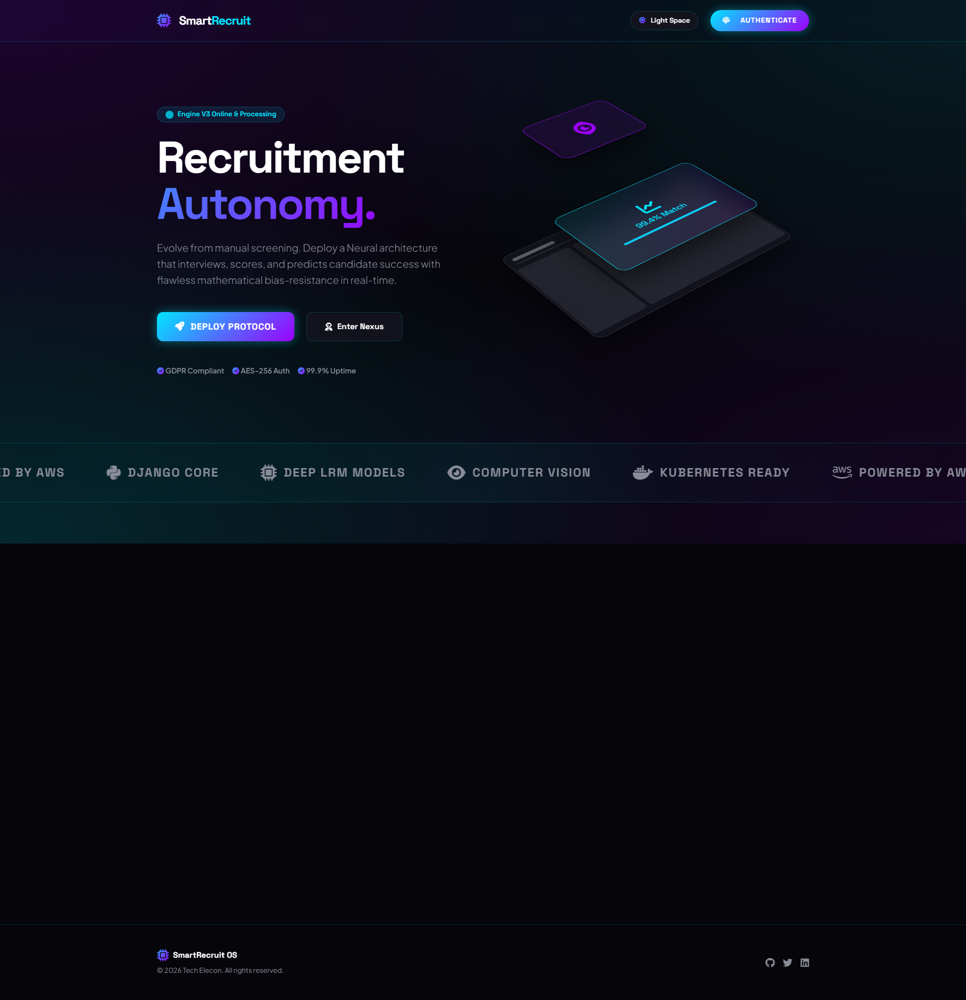 SmartRecruit
Light Space
AUTHENTICATE
Engine V3 Online & Processing
Recruitment
Autonomy.
Evolve from manual screening. Deploy a Neural architecture
that interviews, scores, and predicts candidate success with
flawless mathematical bias-resistance in real-time.
DEPLOY PROTOCOL
Enter Nexus
GDPR Compliant
AES-256 Auth
99.9% Uptime
99.4% Match
ED BY AWS
DJANGO CORE
DEEP LRM MODELS
COMPUTER VISION
KUBERNETES READY
aws
POWERED BY AW
SmartRecruit OS
© 2026 Tech Elecon. All rights reserved.